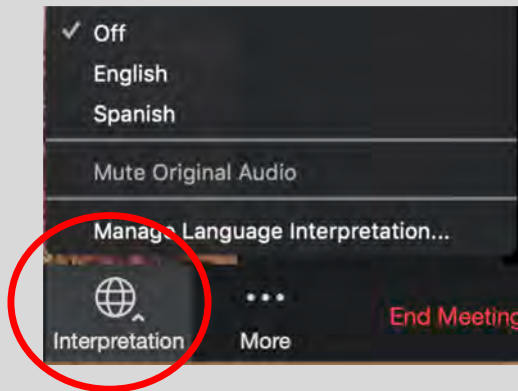 Off
English
Spanish
Mute Original Audio
Manage Language Interpretation...
Interpretation
More
End Meeting